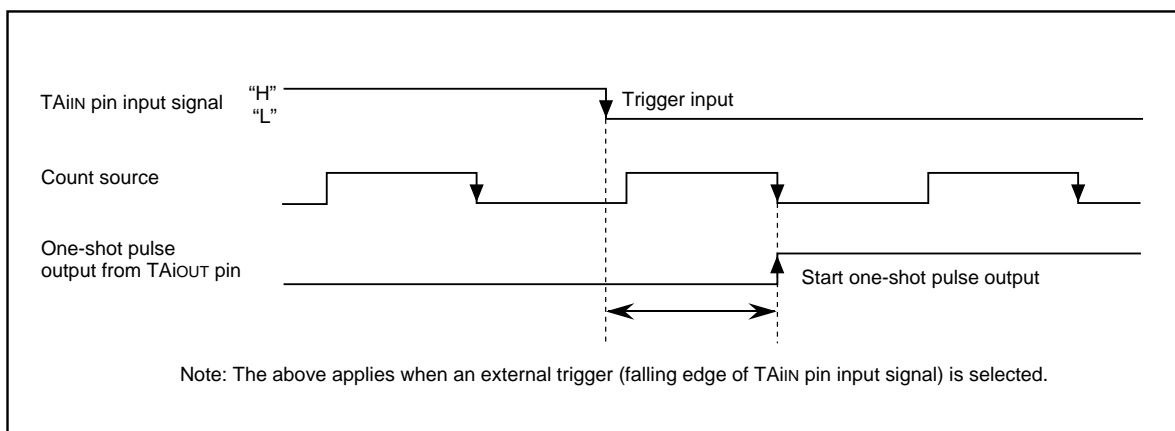 TAiIN pin input signal
“H”
“L”
Trigger input
Count source
One-shot pulse
output from TAiOUT pin
Start one-shot pulse output
Note: The above applies when an external trigger (falling edge of TAiIN pin input signal) is selected.